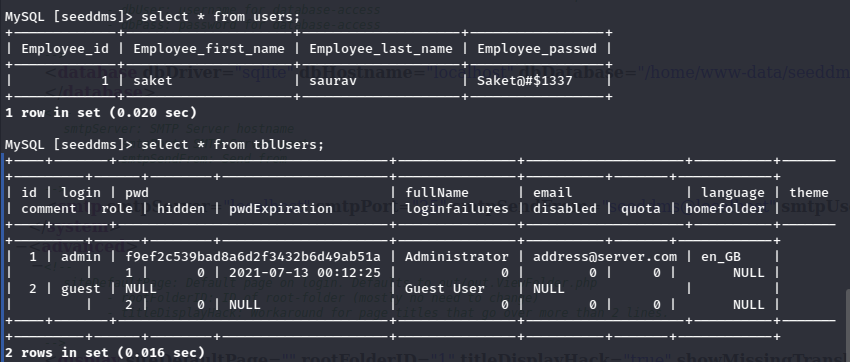 MySQL [seeddms]> select * from users;
+-------------+---------------------+--------------------+-----------------+
| Employee_id | Employee_first_name | Employee_last_name | Employee_passwd |
+-------------+---------------------+--------------------+-----------------+
|           1 | saket               | saurav             | Saket@#$1337    |
+-------------+---------------------+--------------------+-----------------+
1 row in set (0.020 sec)
MySQL [seeddms]> select * from tblUsers;
| id | login | pwd                              | fullName      | email              | language | theme
| comment | role | hidden | pwdExpiration       | loginfailures | disabled | quota | homefolder |
|  1 | admin | f9ef2c539bad8a6d2f3432b6d49ab51a | Administrator | address@server.com | en_GB    |
|         |    1 |      0 | 2021-07-13 00:12:25 |             0 |        0 |     0 |       NULL |
|  2 | guest | NULL                             | Guest User    | NULL               |          |
|         |    2 |      0 | NULL                |             0 |        0 |     0 |       NULL |
2 rows in set (0.016 sec)